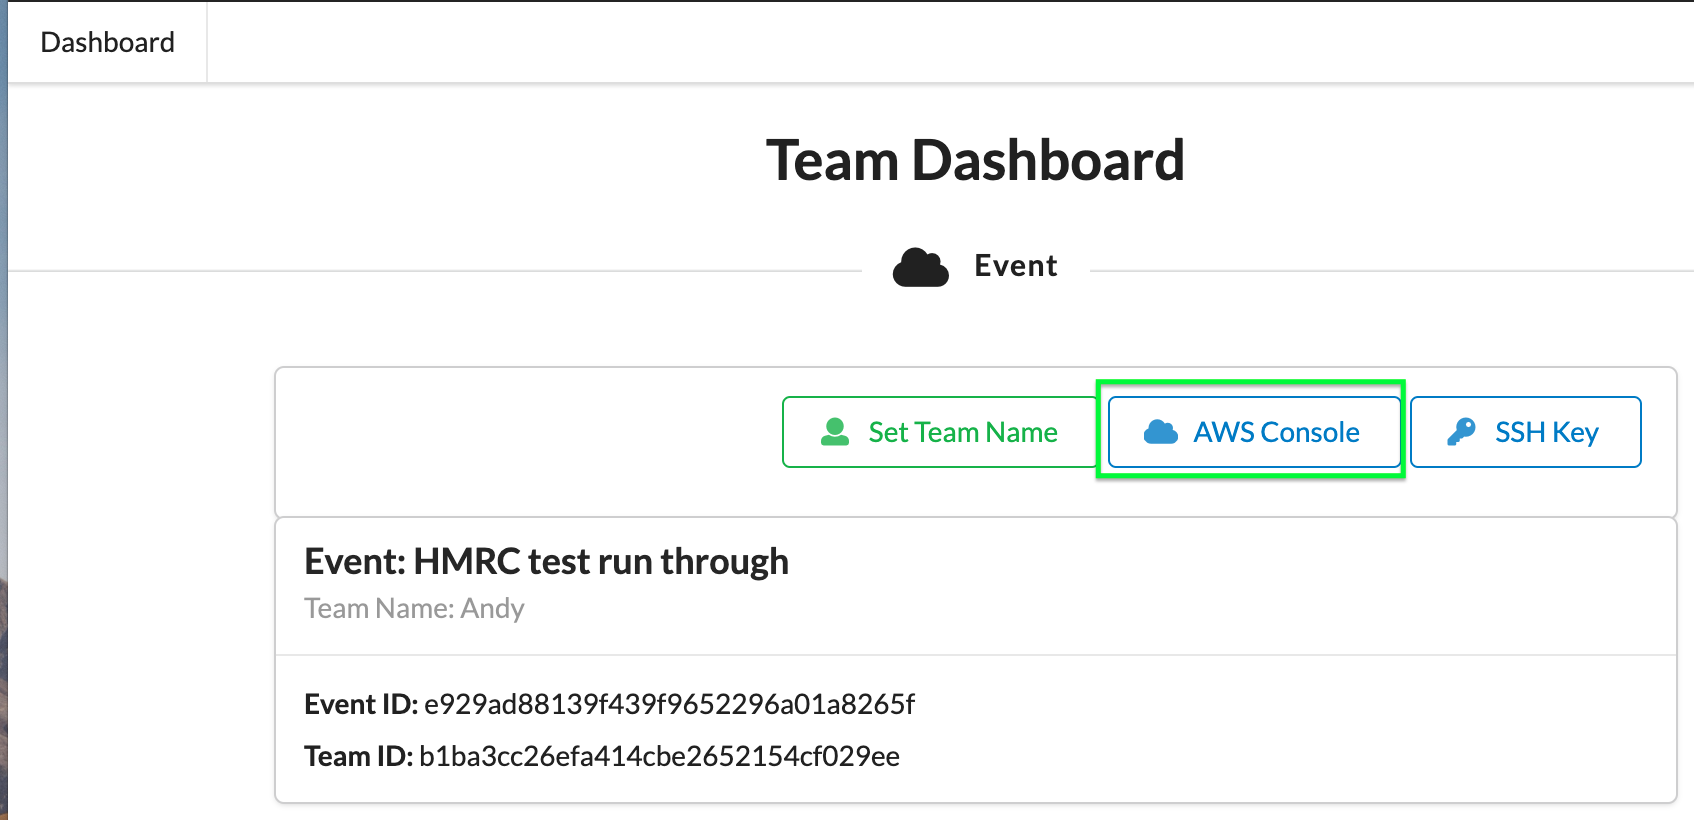 Dashboard
Team Dashboard
Event
Set Team Name
AWS Console
SSH Key
Event: HMRC test run through
Team Name: Andy
Event ID: e929ad88139f439f9652296a01a8265f
Team ID: b1ba3cc26efa414cbe2652154cf029ee